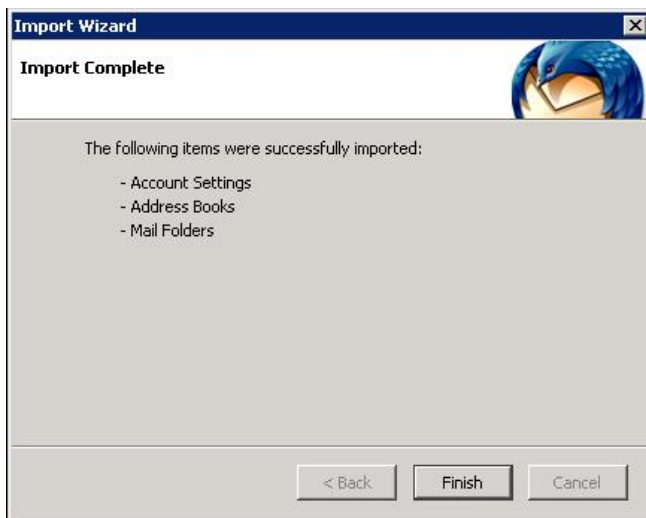 Import Wizard
Import Complete
The following items were successfully imported:
- Account Settings
- Address Books
- Mail Folders
< Back
Finish
Cancel